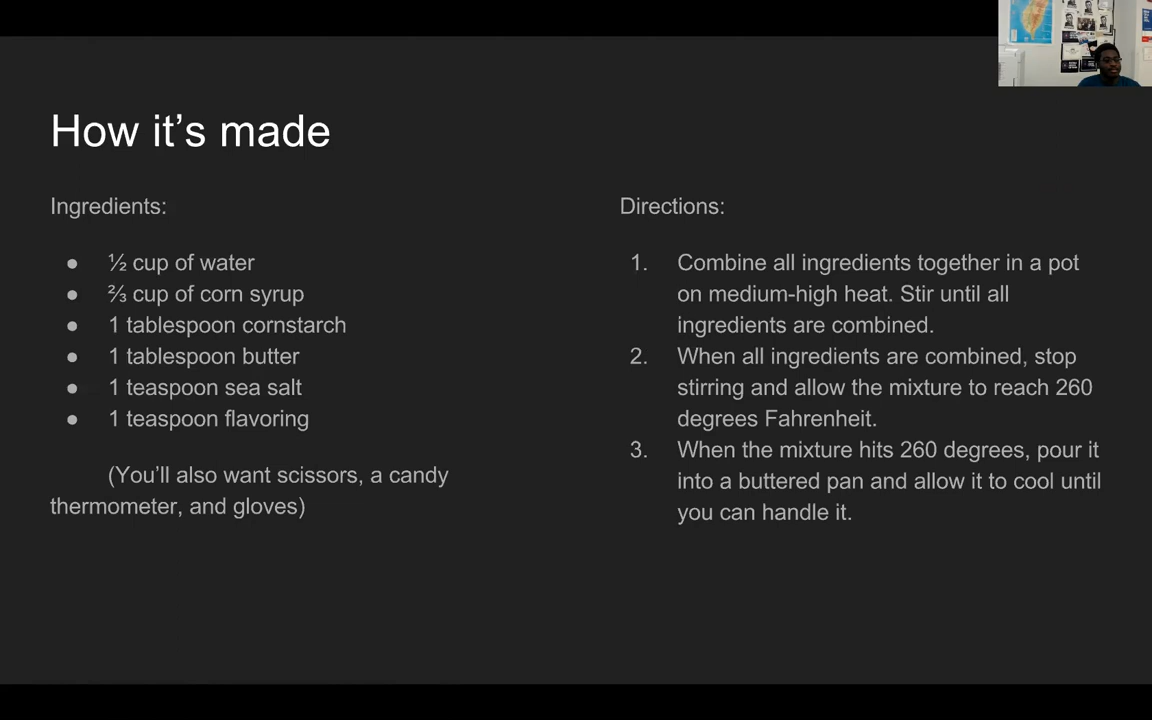 How it's made
Ingredients:
● ½ cup of water
● ⅔ cup of corn syrup
● 1 tablespoon cornstarch
● 1 tablespoon butter
● 1 teaspoon sea salt
● 1 teaspoon flavoring
(You'll also want scissors, a candy
thermometer, and gloves)
Directions:
1. Combine all ingredients together in a pot
on medium-high heat. Stir until all
ingredients are combined.
2. When all ingredients are combined, stop
stirring and allow the mixture to reach 260
degrees Fahrenheit.
3. When the mixture hits 260 degrees, pour it
into a buttered pan and allow it to cool until
you can handle it.